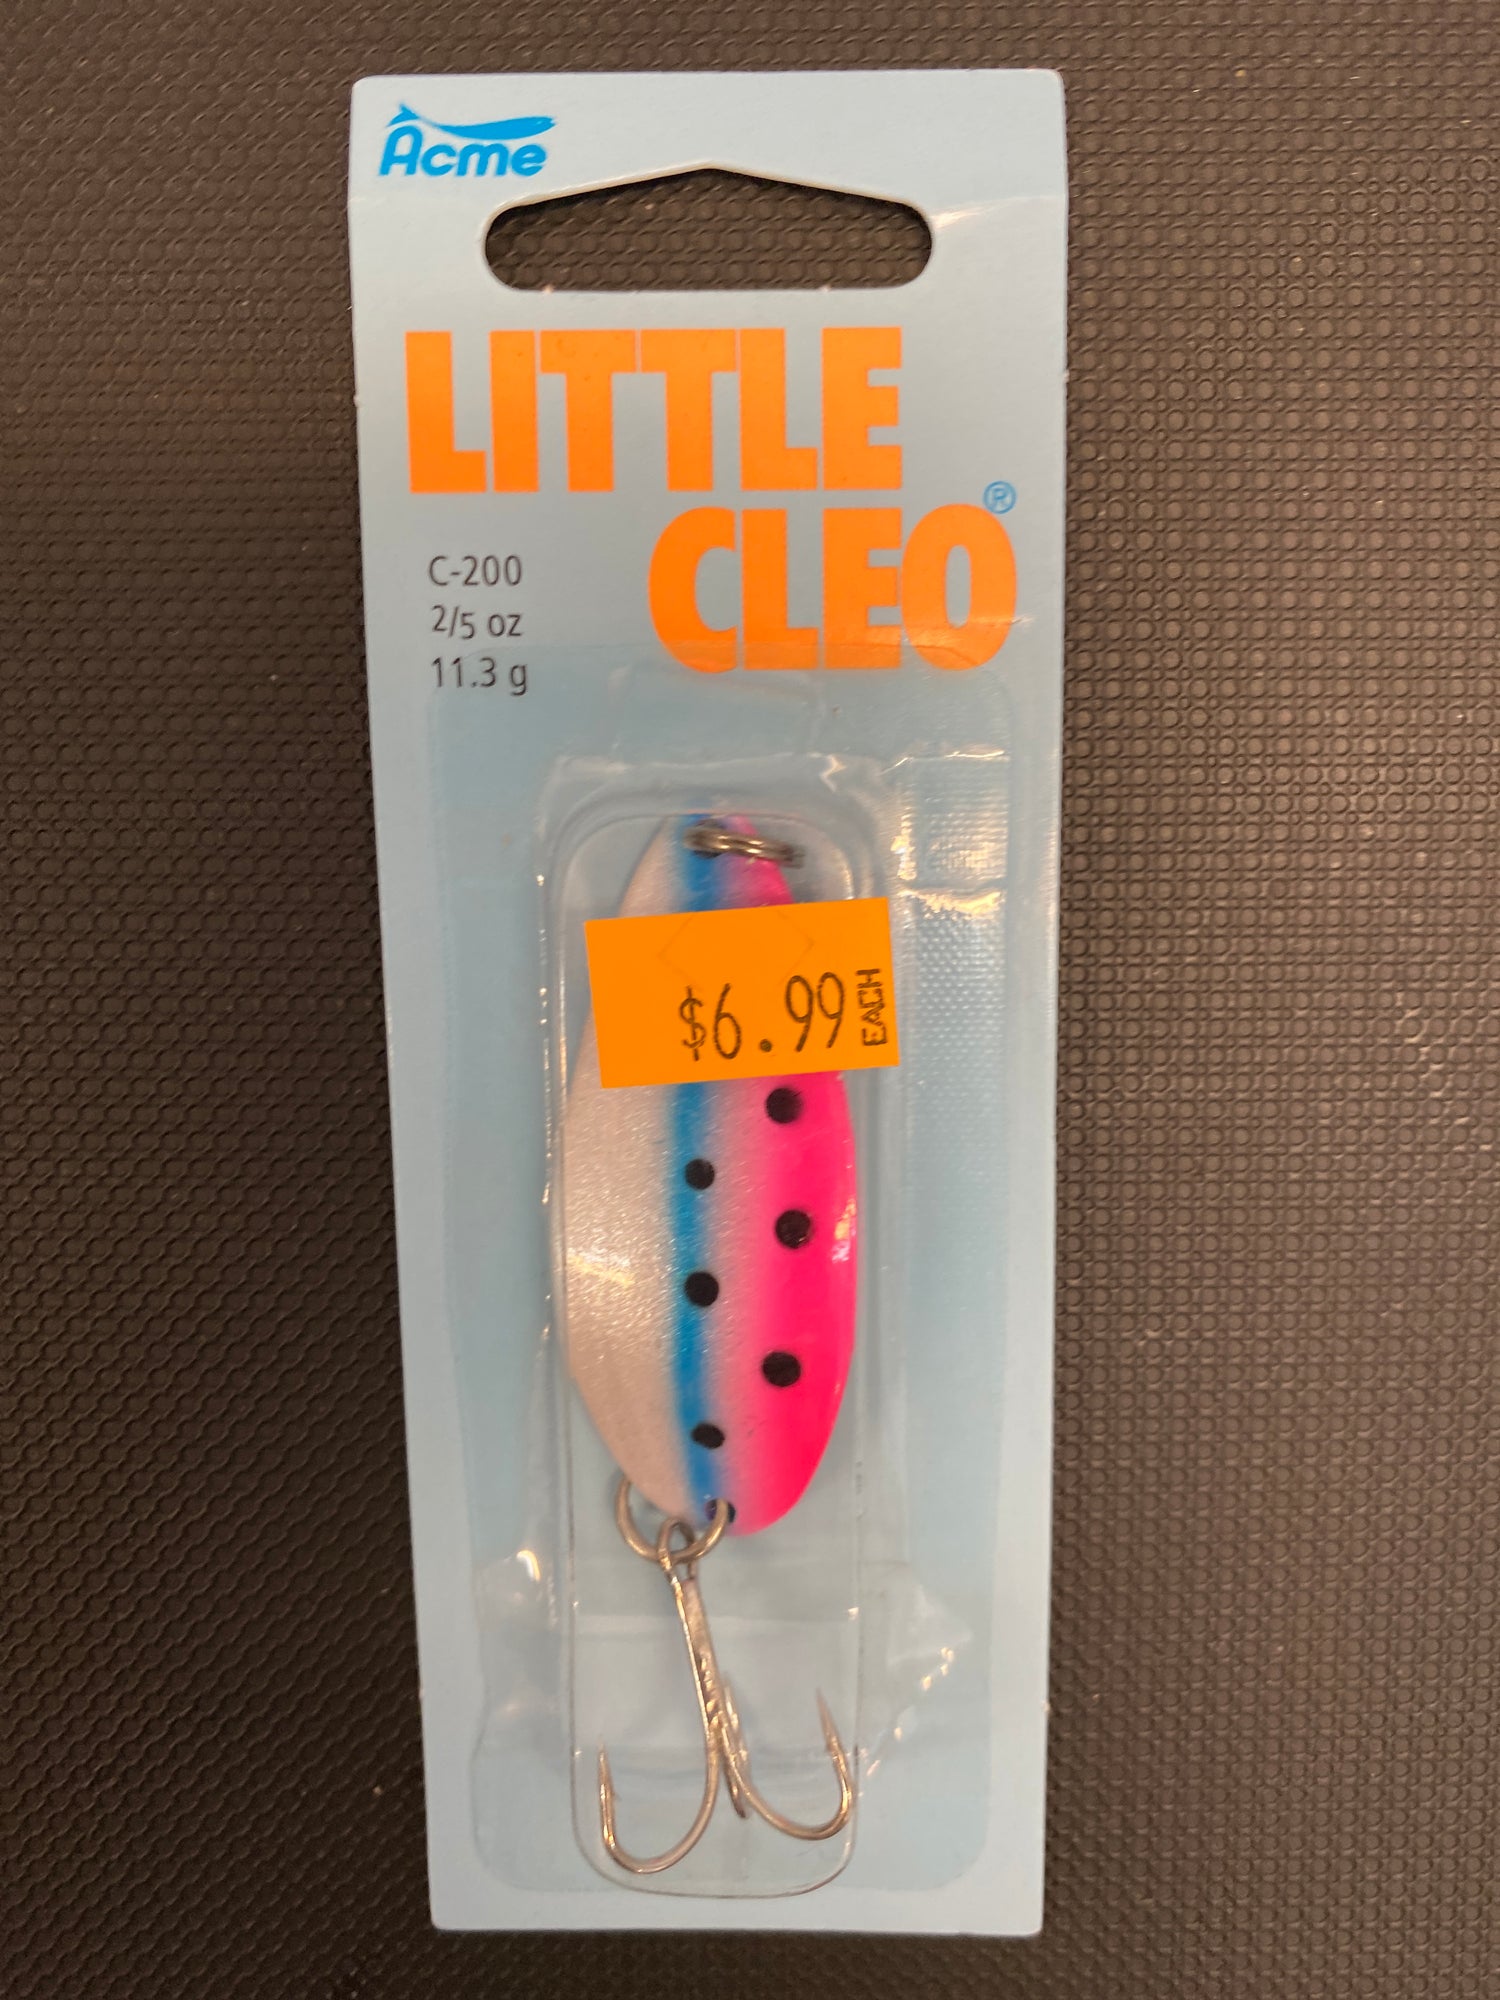 Acme
LITTLE
CLEO®
C-200
2/5 oz
11.3 g
$6.99 EACH